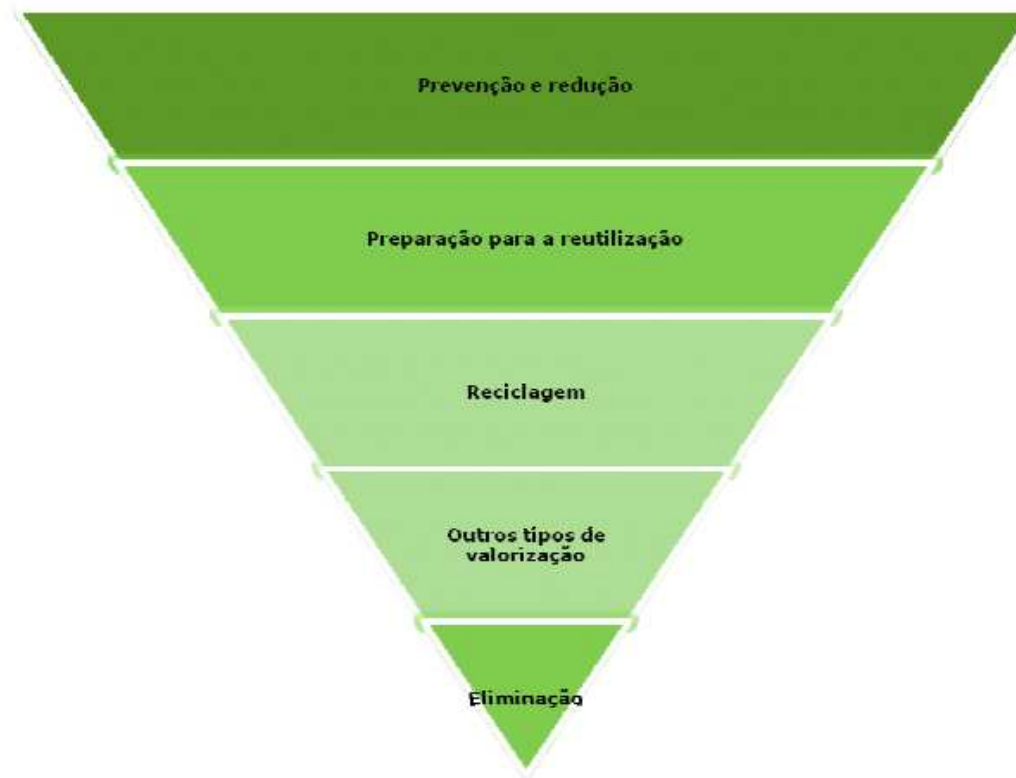 Prevenção e redução
Preparação para a reutilização
Reciclagem
Outros tipos de
valorização
Eliminação